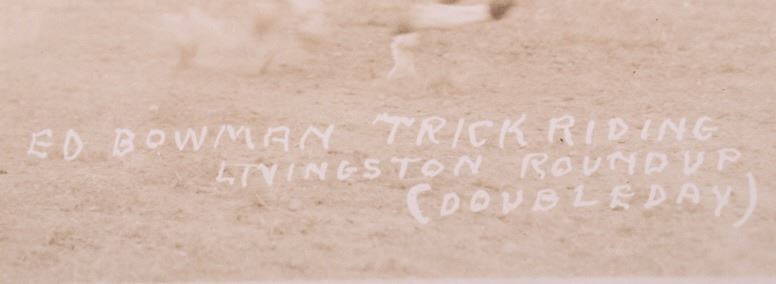 ED BOWMAN TRICK RIDING
LIVINGSTON ROUNDUP
(DOUBLEDAY)